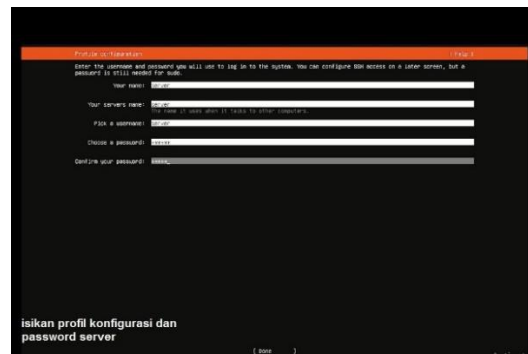 Profile configuration [ Help ]
Enter the username and password you will use to log in to the system. You can configure SSH access on a later screen, but a
password is still needed for sudo.
Your name: server
Your servers name: server
The name it uses when it talks to other computers.
Pick a username: server
Choose a password: ******
Confirm your password: *****_
isikan profil konfigurasi dan
password server
[ Done ]